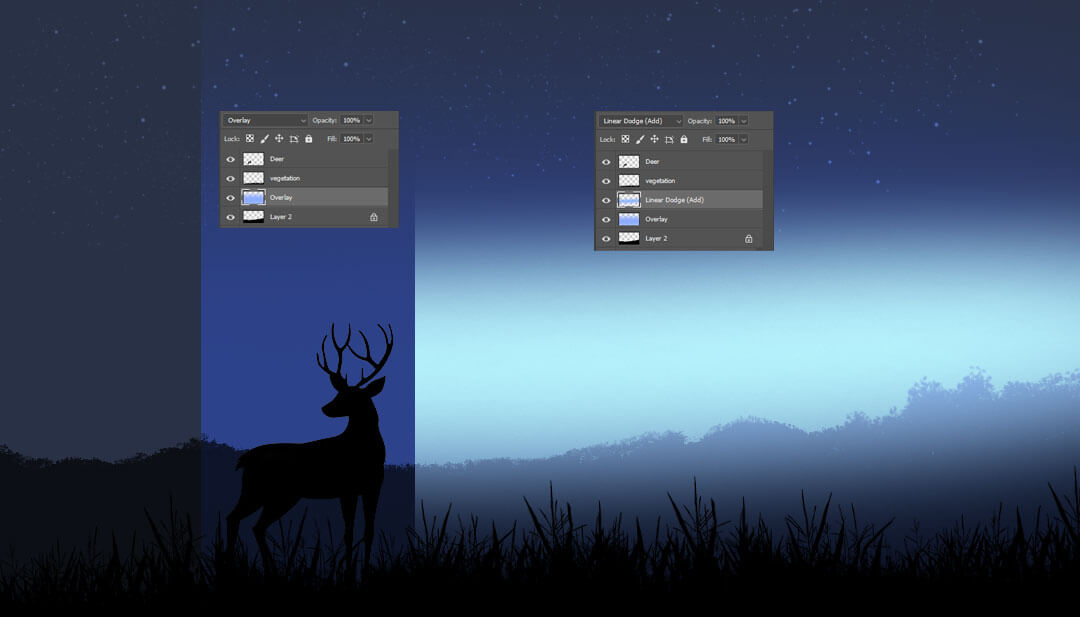 Overlay Opacity: 100%
Lock: Fill: 100%
Deer
vegetation
Overlay
Layer 2
Linear Dodge (Add) Opacity: 100%
Lock: Fill: 100%
Deer
vegetation
Linear Dodge (Add)
Overlay
Layer 2